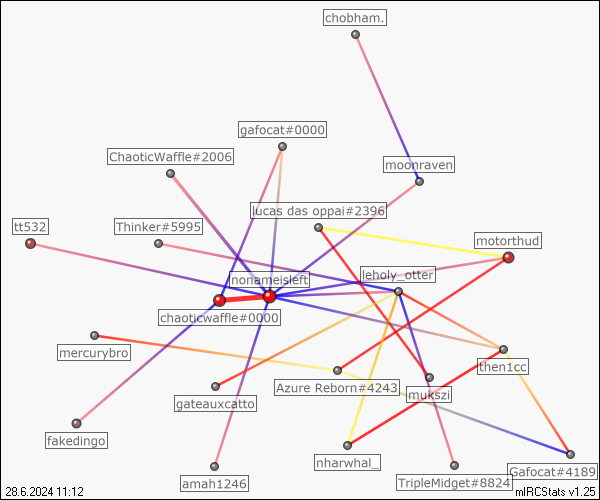 chobham.
gafocat#0000
ChaoticWaffle#2006
moonraven
lucas das oppai#2396
tt532
Thinker#5995
motorthud
nonameisleft
leholy_otter
chaoticwaffle#0000
mercurybro
then1cc
Azure Reborn#4243
mukszi
gateauxcatto
fakedingo
nharwhal_
Gafocat#4189
amah1246
TripleMidget#8824
28.6.2024 11:12
mIRCStats v1.25